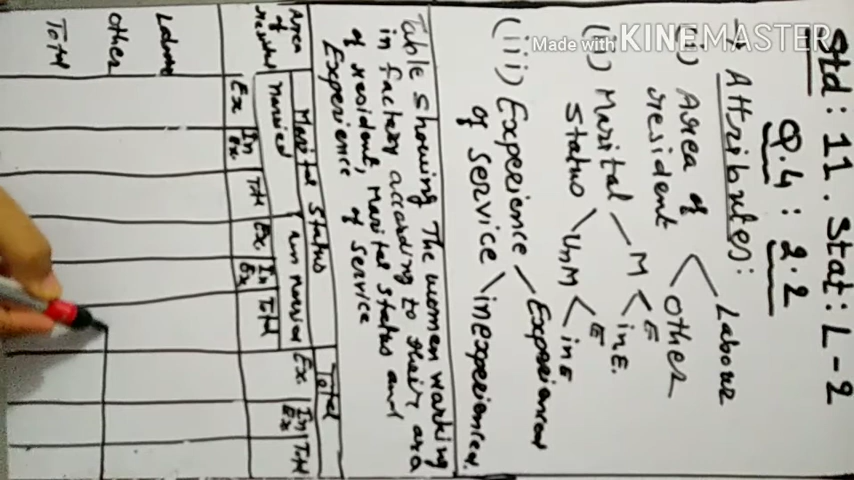 Made with KINEMASTER
Std : 11 . Stat : L - 2
Q.4 : 2.2
Attributes :
(i) Area of resident
Labour
Other
(ii) Marital Status
M
E
in E.
UnM
E
in E
(iii) Experience of Service
Experienced
inexperienced.
Table showing The women working
in factory according to their area
of resident, Marital Status and
Experience of Service
Area of resident
Marital Status
Total
Married
Unmarried
Ex
In Ex
Tot
Ex
In Ex
Total
Ex.
In Ex
Total
Labour
Other
Total